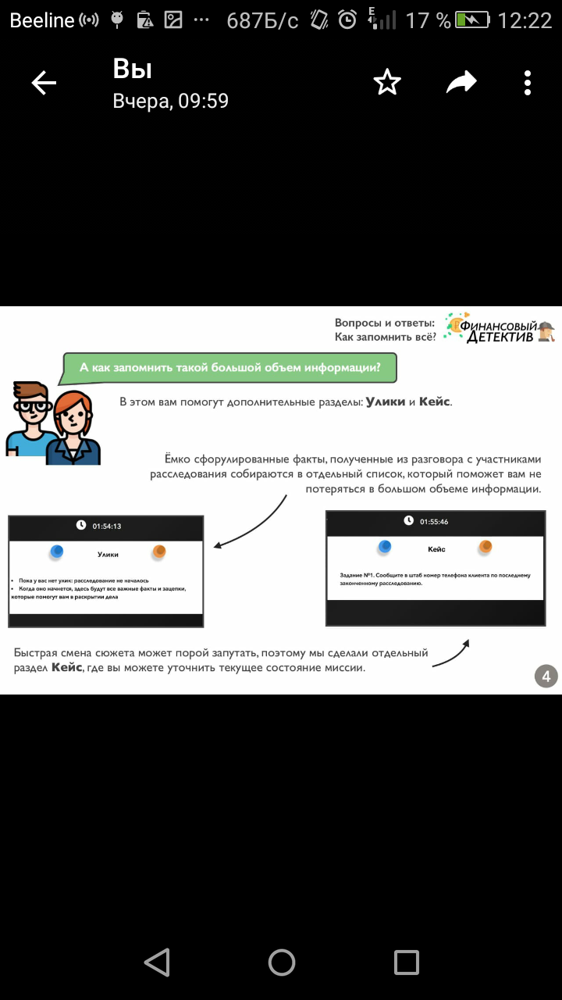 Beeline 687Б/с E 17 % 12:22
Вы
Вчера, 09:59
Вопросы и ответы:
Как запомнить всё?
ФИНАНСОВЫЙ
ДЕТЕКТИВ
А как запомнить такой большой объем информации?
В этом вам помогут дополнительные разделы: Улики и Кейс.
Ёмко сфорулированные факты, полученные из разговора с участниками
расследования собираются в отдельный список, который поможет вам не
потеряться в большом объеме информации.
01:54:13
Улики
• Пока у вас нет улик: расследование не началось
• Когда оно начнется, здесь будут все важные факты и зацепки,
которые помогут вам в раскрытии дела
01:55:46
Кейс
Задание №1. Сообщите в штаб номер телефона клиента по последнему
законченному расследованию.
Быстрая смена сюжета может порой запутать, поэтому мы сделали отдельный
раздел Кейс, где вы можете уточнить текущее состояние миссии.
4